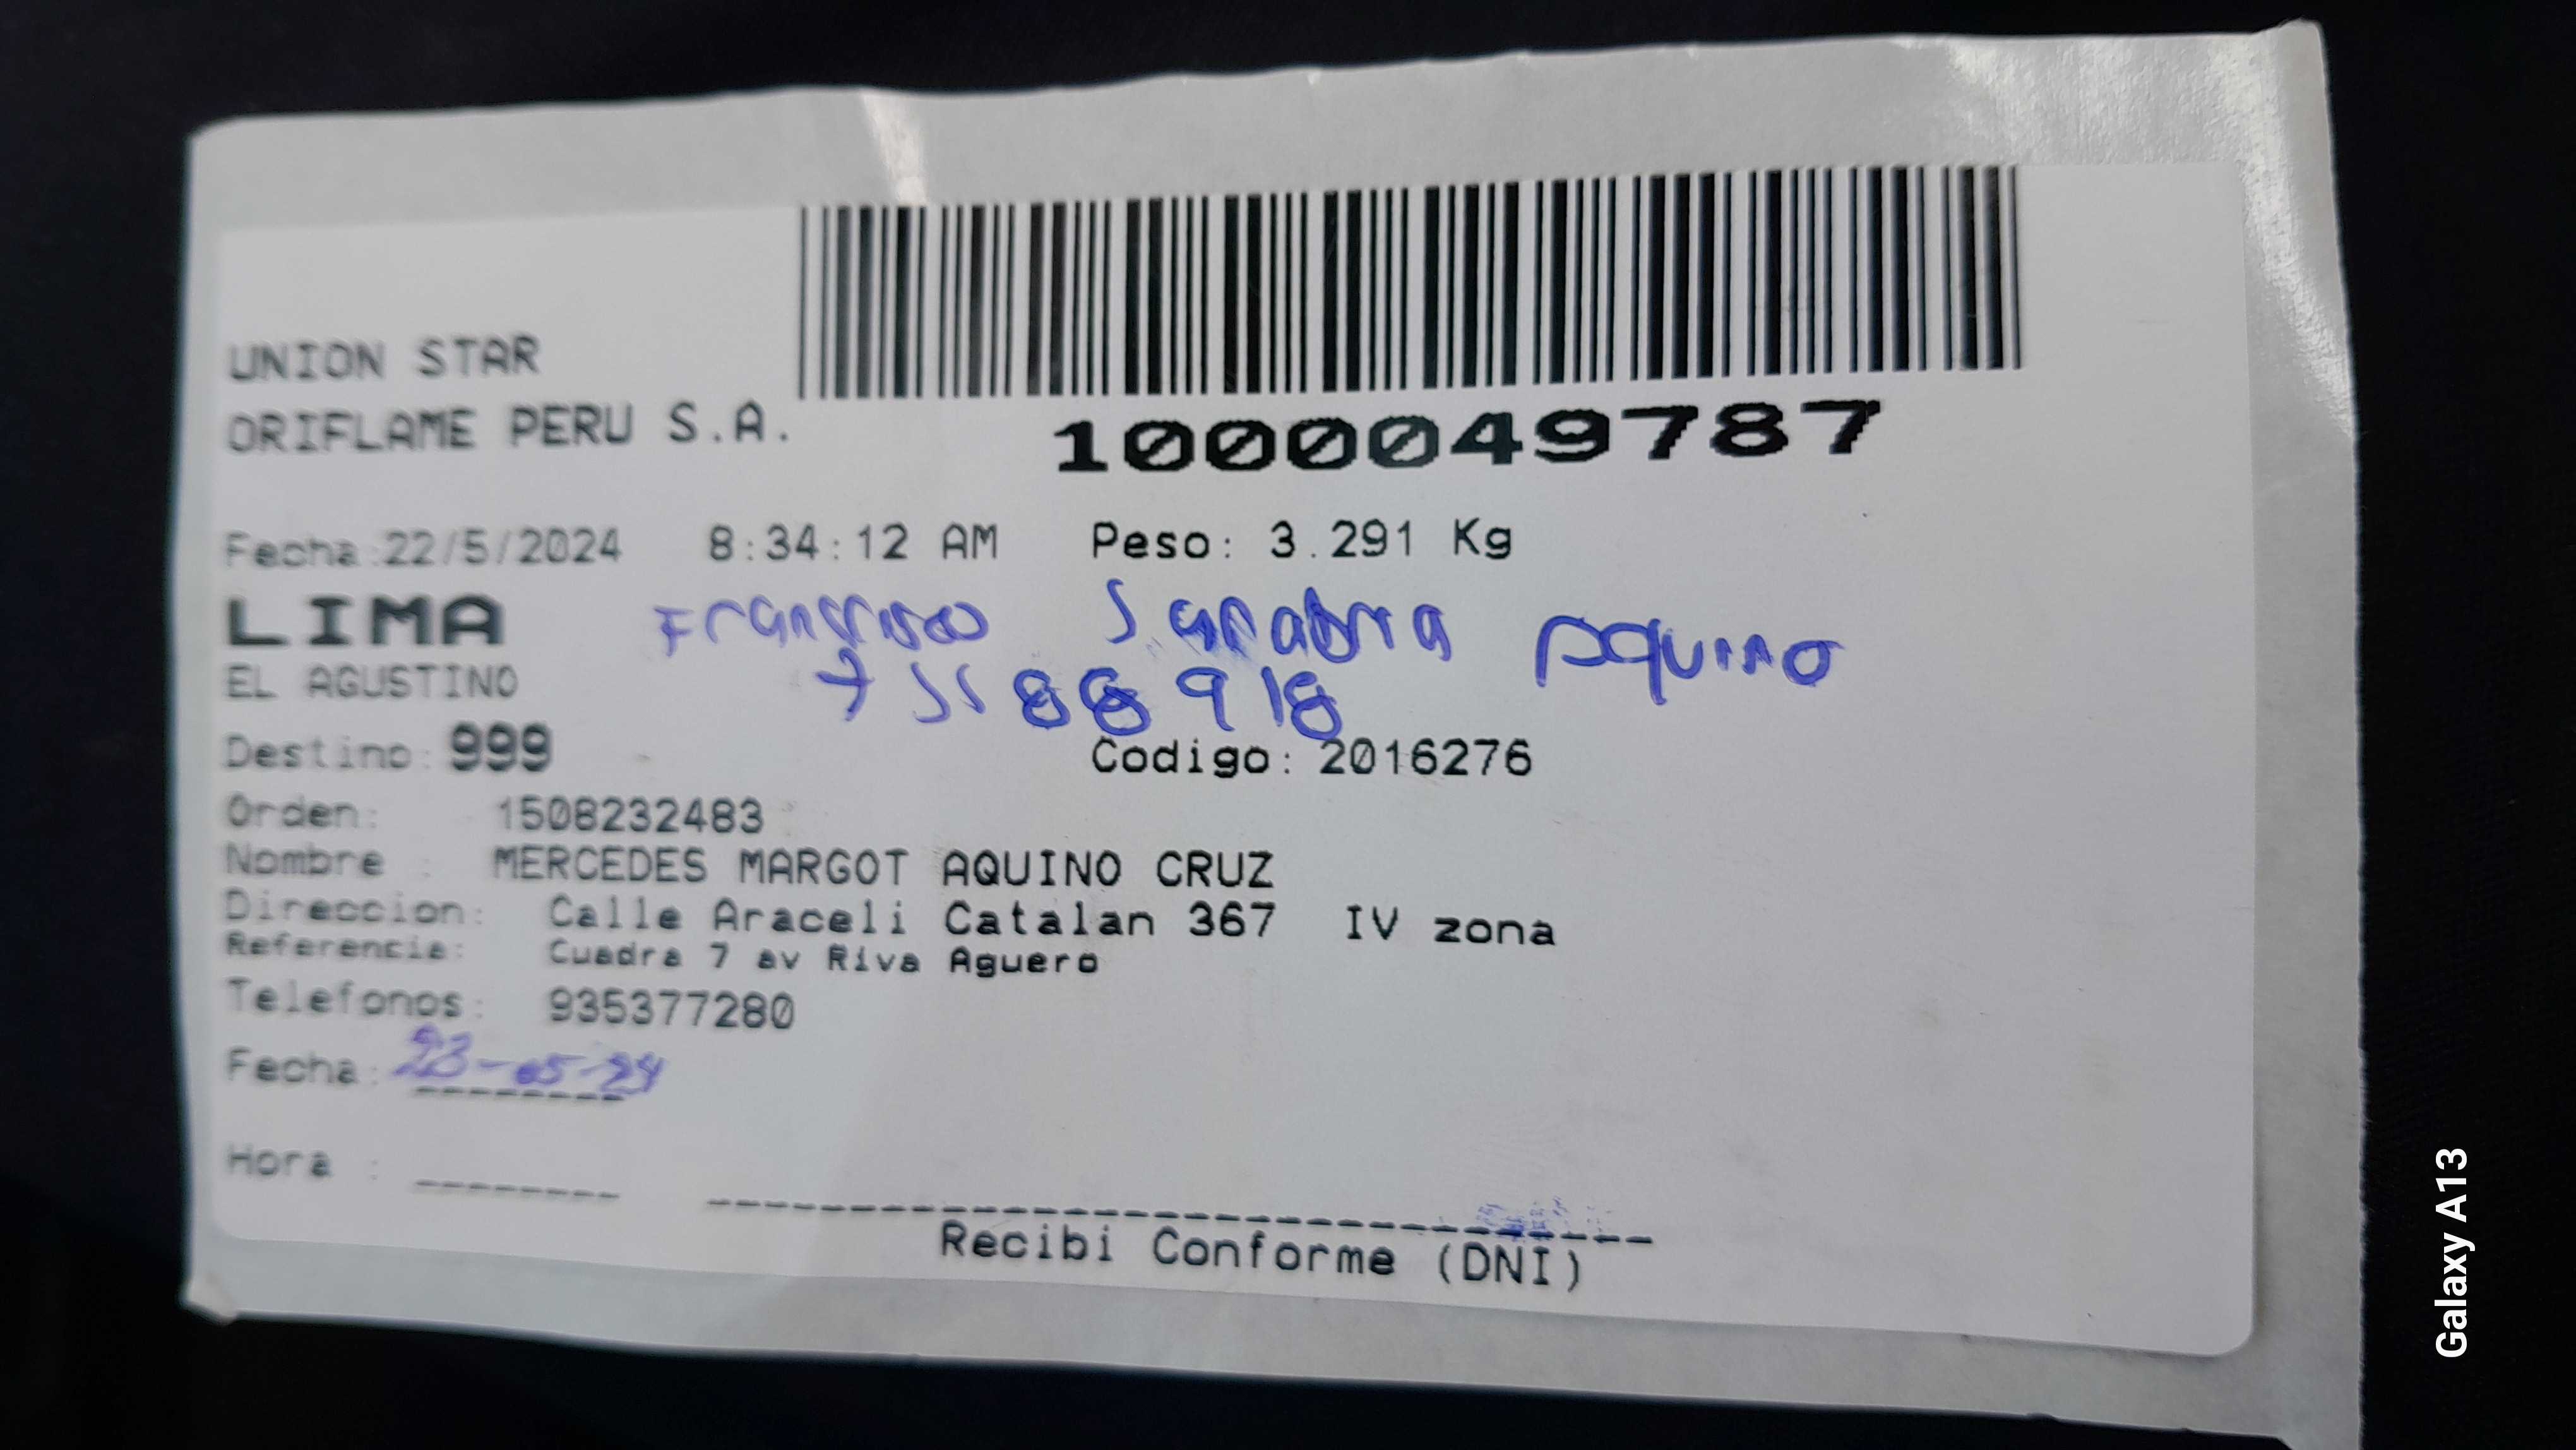 UNION STAR
ORIFLAME PERU S.A.
1000049787
Fecha:22/5/2024 8:34:12 AM Peso: 3.291 Kg
LIMA Francisco Sanabria Aquino
EL AGUSTINO
Destino: 999 Codigo: 2016276
Orden: 1508232483
Nombre : MERCEDES MARGOT AQUINO CRUZ
Direccion: Calle Araceli Catalan 367 IV zona
Referencia: Cuadra 7 av Riva Aguero
Telefonos: 935377280
Fecha: 23-05-24
Hora :
Recibi Conforme (DNI)
Galaxy A13